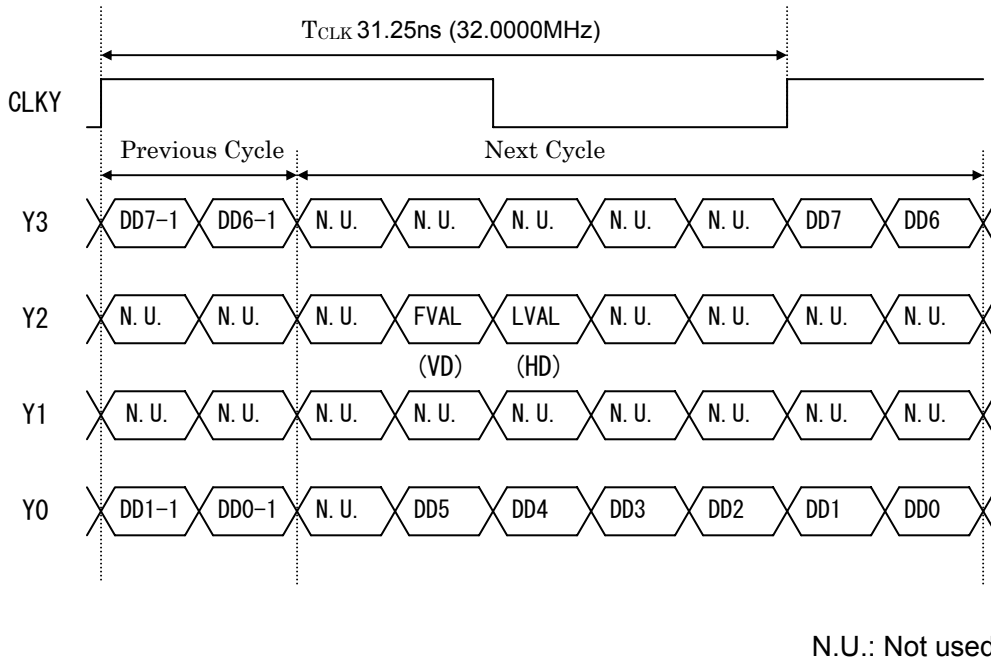 TCLK 31.25ns (32.0000MHz)
CLKY
Previous Cycle Next Cycle
Y3 DD7-1 DD6-1 N.U. N.U. N.U. N.U. N.U. DD7 DD6
Y2 N.U. N.U. N.U. FVAL LVAL N.U. N.U. N.U. N.U.
(VD) (HD)
Y1 N.U. N.U. N.U. N.U. N.U. N.U. N.U. N.U. N.U.
Y0 DD1-1 DD0-1 N.U. DD5 DD4 DD3 DD2 DD1 DD0
N.U.: Not used